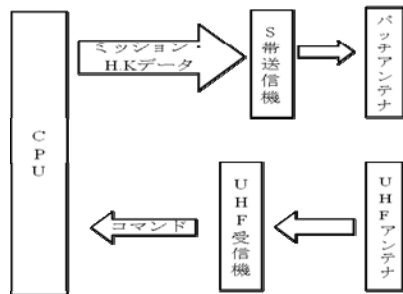 CPU
ミッション・
H.Kデータ
S帯送信機
パッチアンテナ
コマンド
UHF受信機
UHFアンテナ